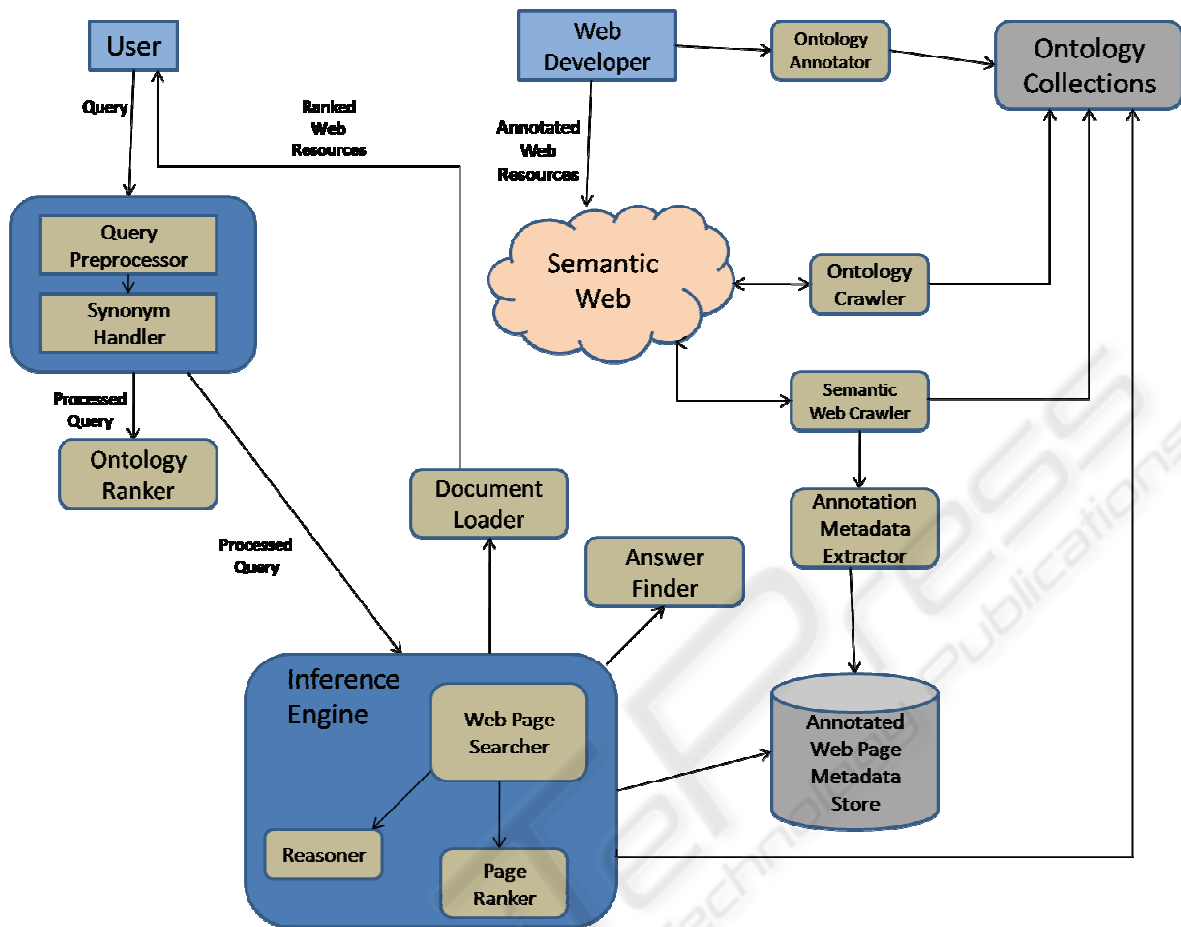 User
Web
Developer
Ontology
Annotator
Ontology
Collections
Query
Ranked
Web
Resources
Annotated
Web
Resources
Query
Preprocessor
Synonym
Handler
Semantic
Web
Ontology
Crawler
Processed
Query
Semantic
Web Crawler
Ontology
Ranker
Document
Loader
Annotation
Metadata
Extractor
Processed
Query
Answer
Finder
Inference
Engine
Web Page
Searcher
Annotated
Web Page
Metadata
Store
Reasoner
Page
Ranker
Technology Publications